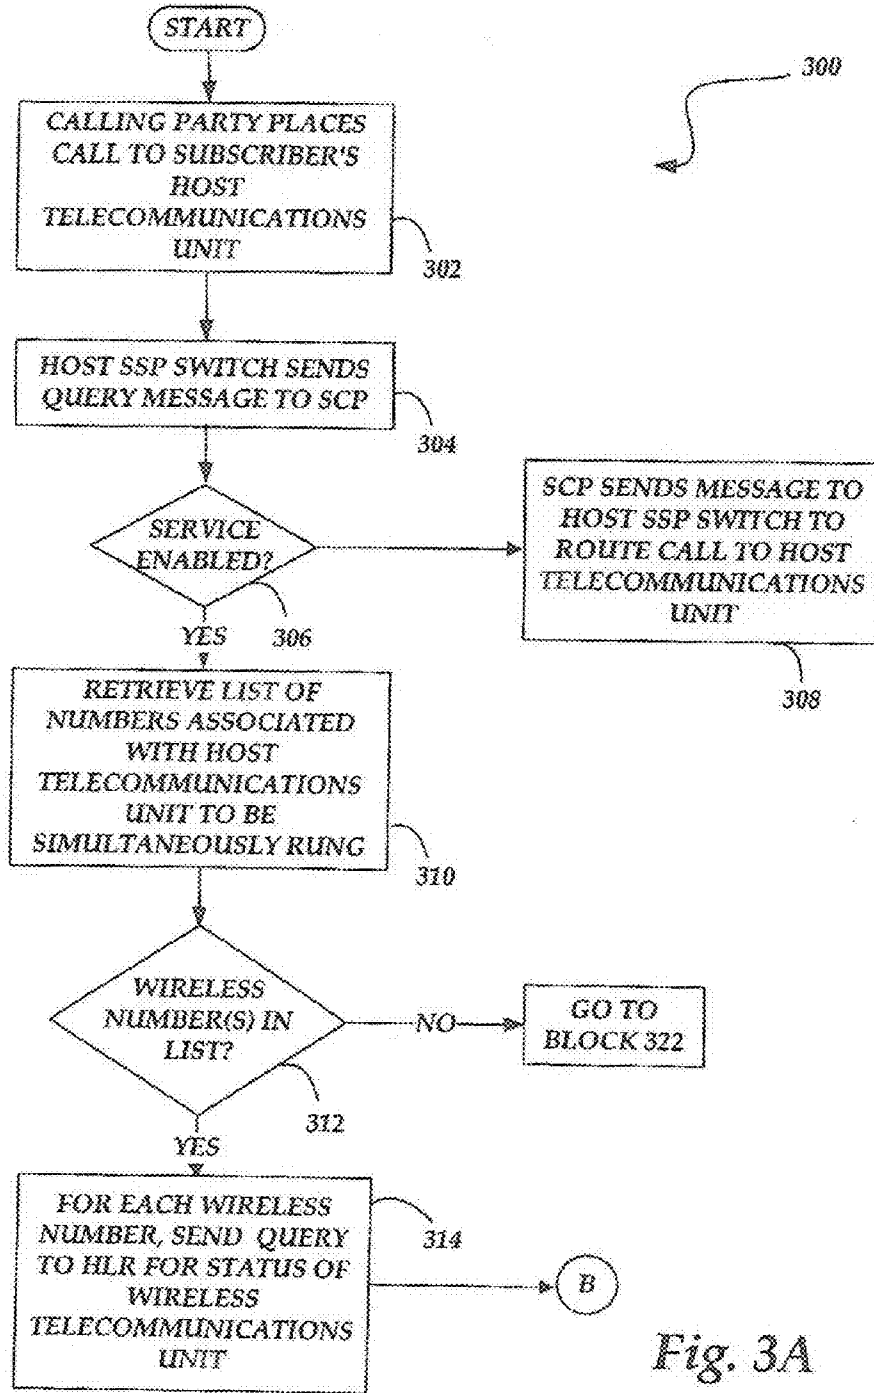 START
300
CALLING PARTY PLACES
CALL TO SUBSCRIBER'S
HOST
TELECOMMUNICATIONS
UNIT
302
HOST SSP SWITCH SENDS
QUERY MESSAGE TO SCP
304
SERVICE
ENABLED?
306
SCP SENDS MESSAGE TO
HOST SSP SWITCH TO
ROUTE CALL TO HOST
TELECOMMUNICATIONS
UNIT
308
YES
RETRIEVE LIST OF
NUMBERS ASSOCIATED
WITH HOST
TELECOMMUNICATIONS
UNIT TO BE
SIMULTANEOUSLY RUNG
310
WIRELESS
NUMBER(S) IN
LIST?
312
NO
GO TO
BLOCK 322
YES
FOR EACH WIRELESS
NUMBER, SEND QUERY
TO HLR FOR STATUS OF
WIRELESS
TELECOMMUNICATIONS
UNIT
314
B
Fig. 3A